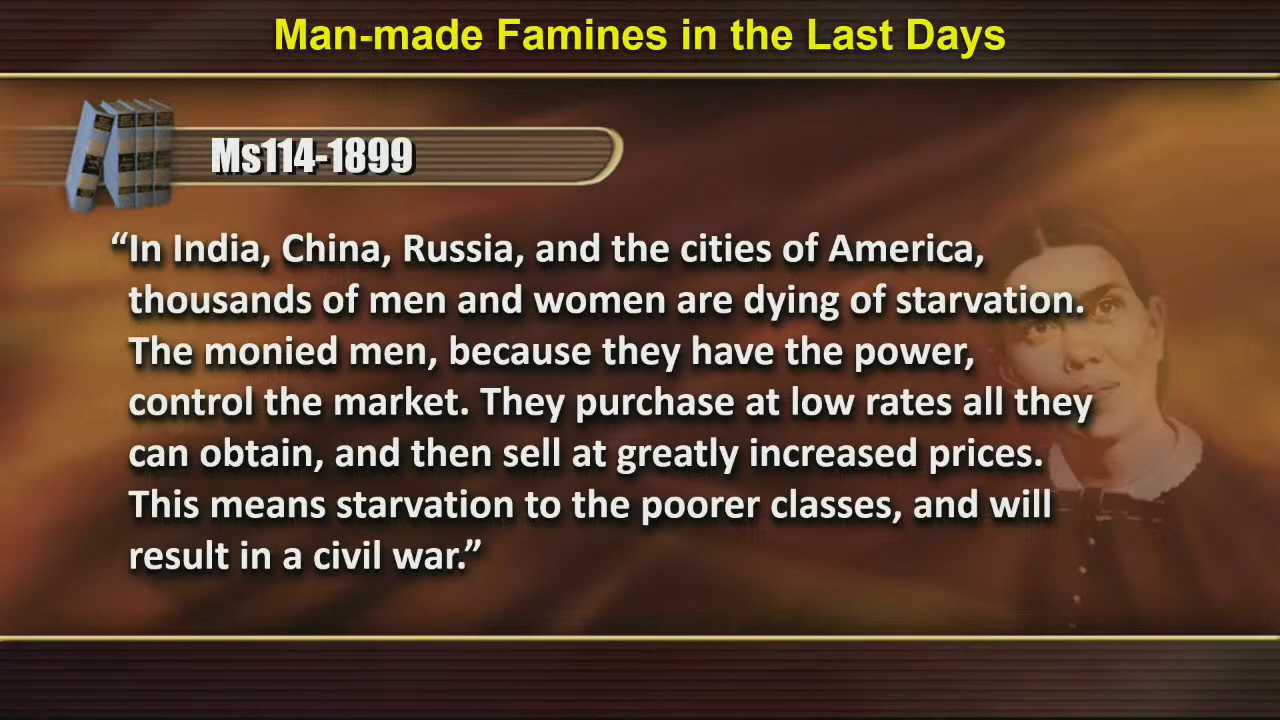 Man-made Famines in the Last Days
Ms114-1899
“In India, China, Russia, and the cities of America,
thousands of men and women are dying of starvation.
The monied men, because they have the power,
control the market. They purchase at low rates all they
can obtain, and then sell at greatly increased prices.
This means starvation to the poorer classes, and will
result in a civil war.”